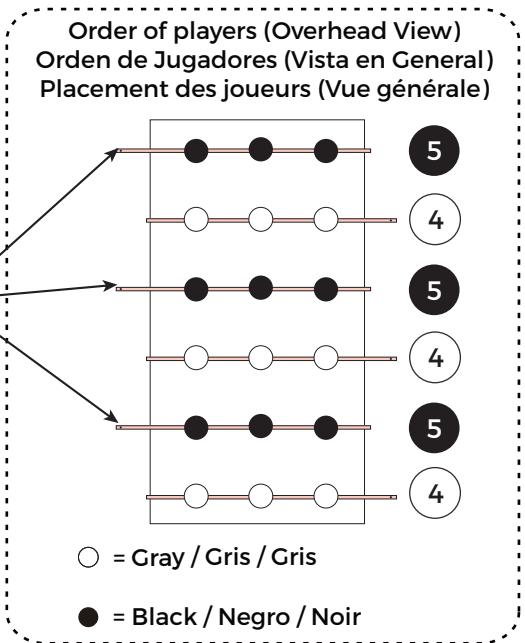 Order of players (Overhead View)
Orden de Jugadores (Vista en General)
Placement des joueurs (Vue générale)
5
4
5
4
5
4
= Gray / Gris / Gris
= Black / Negro / Noir